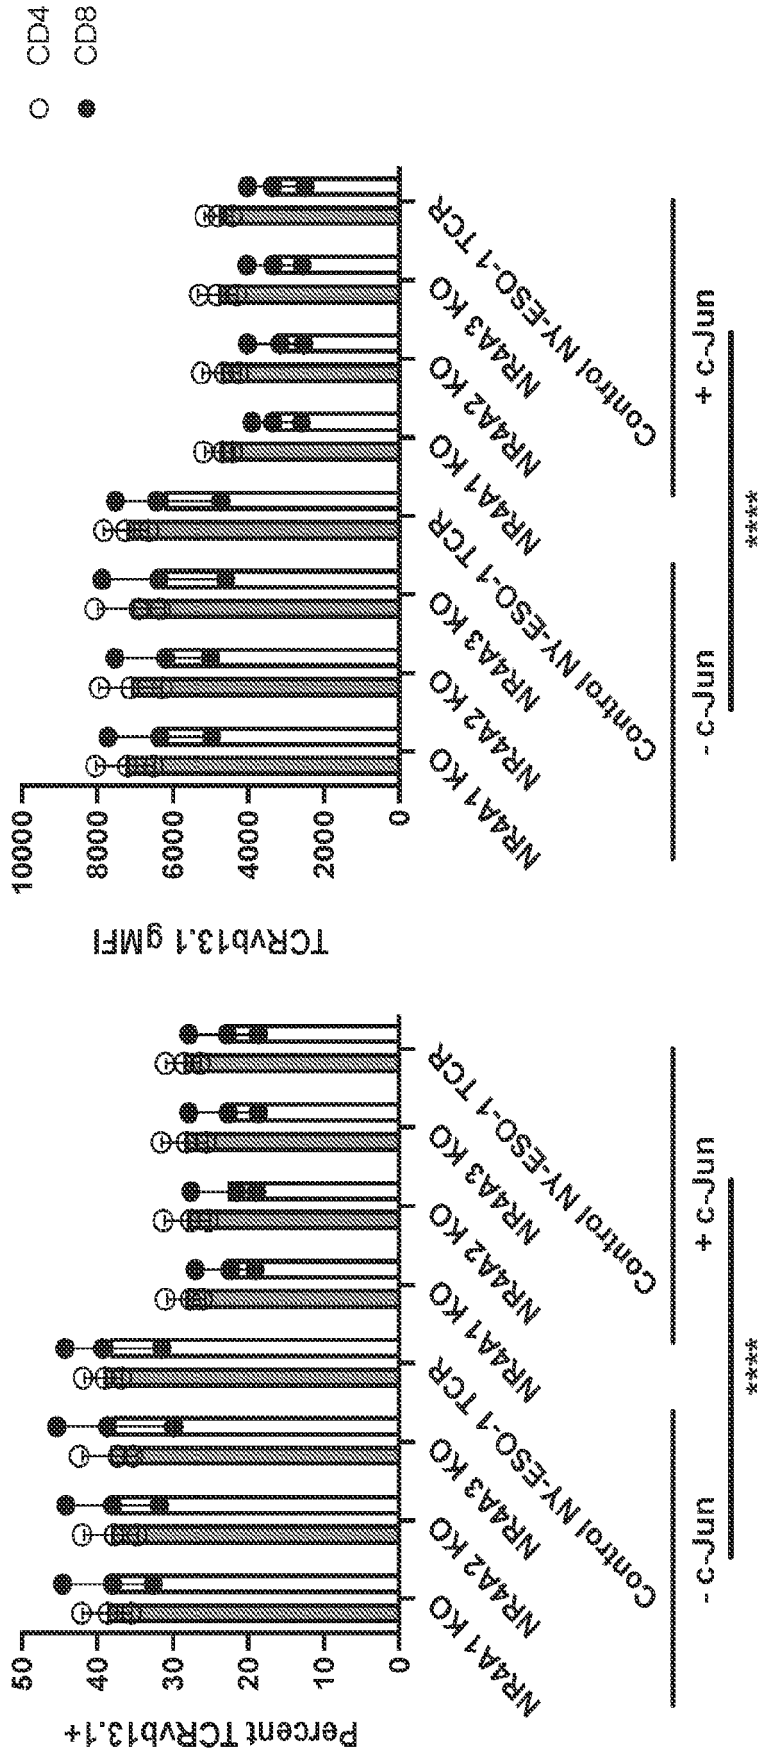 Percent TCRvb13.1+
50
40
30
20
10
0
NR4A1 KO
NR4A2 KO
NR4A3 KO
Control NY-ESO-1 TCR
NR4A1 KO
NR4A2 KO
NR4A3 KO
Control NY-ESO-1 TCR
- c-Jun
+ c-Jun
****
TCRvb13.1 gMFI
10000
8000
6000
4000
2000
0
NR4A1 KO
NR4A2 KO
NR4A3 KO
Control NY-ESO-1 TCR
NR4A1 KO
NR4A2 KO
NR4A3 KO
Control NY-ESO-1 TCR
- c-Jun
+ c-Jun
****
CD4
CD8